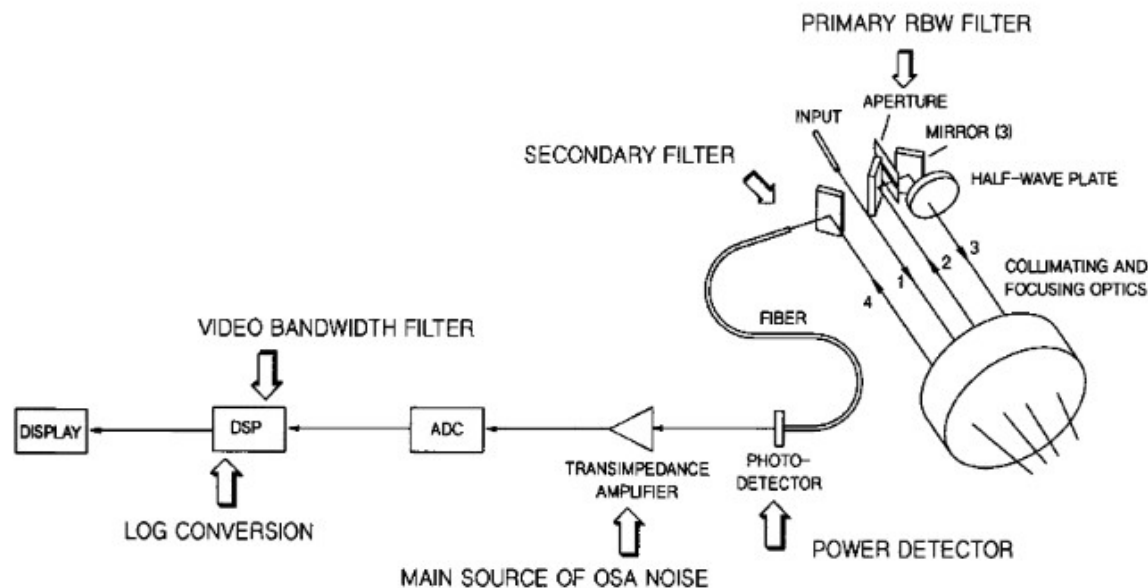 PRIMARY RBW FILTER
APERTURE
INPUT
MIRROR (3)
SECONDARY FILTER
HALF-WAVE PLATE
3
2
1
4
COLLIMATING AND
FOCUSING OPTICS
FIBER
VIDEO BANDWIDTH FILTER
DISPLAY
DSP
ADC
TRANSIMPEDANCE
AMPLIFIER
PHOTO-
DETECTOR
LOG CONVERSION
POWER DETECTOR
MAIN SOURCE OF OSA NOISE